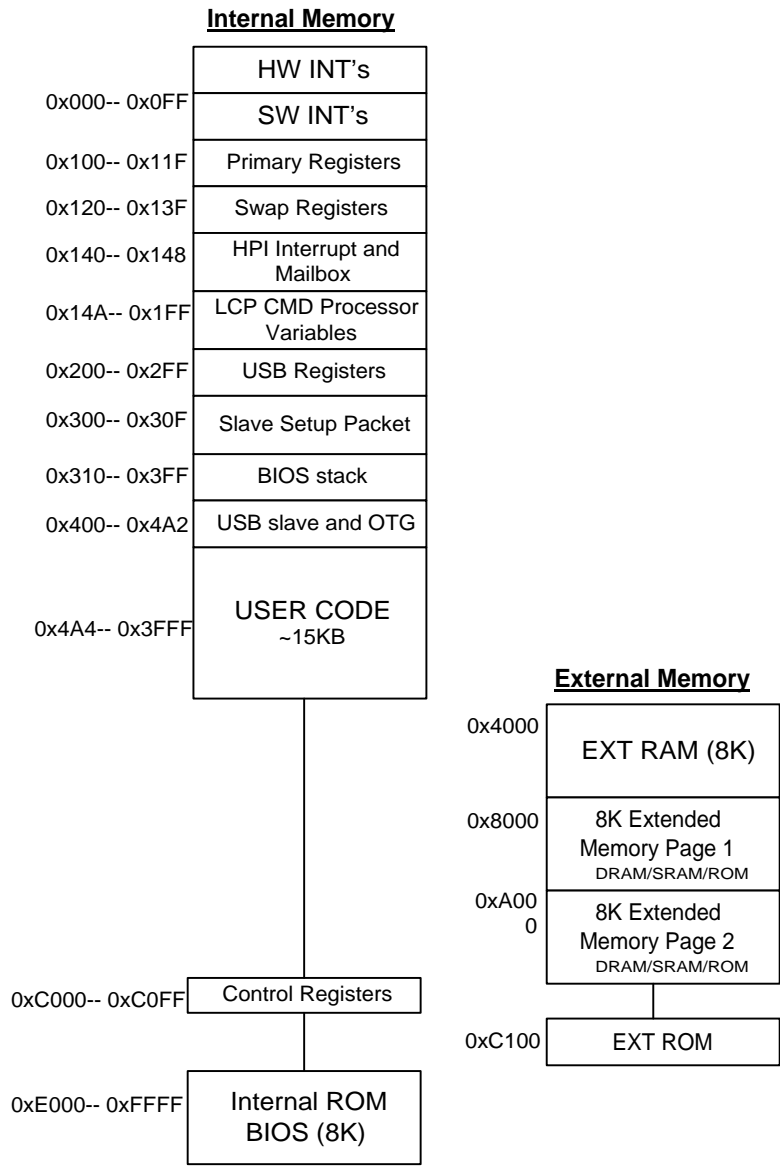 Internal Memory
HW INT's
0x000-- 0x0FF
SW INT's
0x100-- 0x11F
Primary Registers
0x120-- 0x13F
Swap Registers
0x140-- 0x148
HPI Interrupt and
Mailbox
0x14A-- 0x1FF
LCP CMD Processor
Variables
0x200-- 0x2FF
USB Registers
0x300-- 0x30F
Slave Setup Packet
0x310-- 0x3FF
BIOS stack
0x400-- 0x4A2
USB slave and OTG
0x4A4-- 0x3FFF
USER CODE
~15KB
0xC000-- 0xC0FF
Control Registers
0xE000-- 0xFFFF
Internal ROM
BIOS (8K)
External Memory
0x4000
EXT RAM (8K)
0x8000
8K Extended
Memory Page 1
DRAM/SRAM/ROM
0xA00
0
8K Extended
Memory Page 2
DRAM/SRAM/ROM
0xC100
EXT ROM